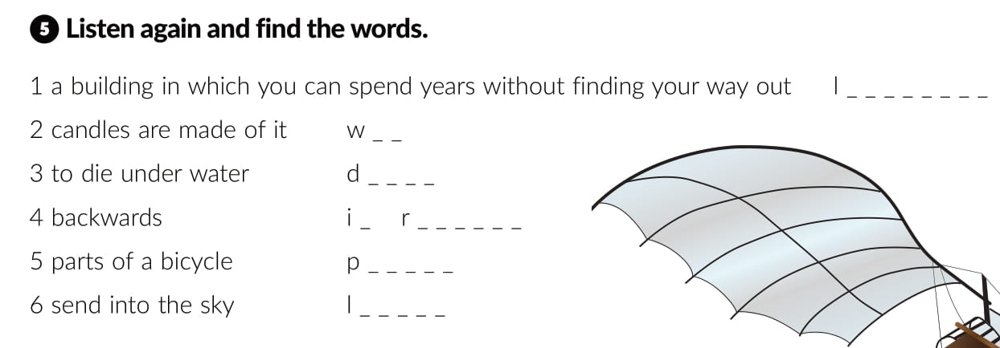 5 Listen again and find the words.
1 a building in which you can spend years without finding your way out l _ _ _ _ _ _ _ _
2 candles are made of it w _ _
3 to die under water d _ _ _ _
4 backwards i _ r _ _ _ _ _ _
5 parts of a bicycle p _ _ _ _ _
6 send into the sky l _ _ _ _ _